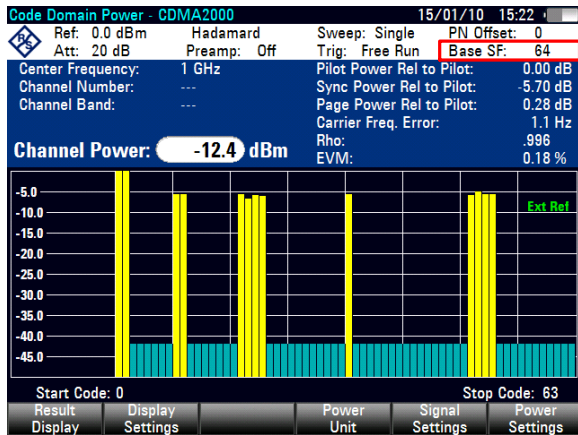 Code Domain Power - CDMA2000 15/01/10 15:22
Ref: 0.0 dBm Hadamard Sweep: Single PN Offset: 0
Att: 20 dB Preamp: Off Trig: Free Run Base SF: 64
Center Frequency: 1 GHz Pilot Power Rel to Pilot: 0.00 dB
Channel Number: --- Sync Power Rel to Pilot: -5.70 dB
Channel Band: --- Page Power Rel to Pilot: 0.28 dB
Carrier Freq. Error: 1.1 Hz
Rho: .996
Channel Power: -12.4 dBm EVM: 0.18 %
-5.0
Ext Ref
-10.0
-15.0
-20.0
-25.0
-30.0
-35.0
-40.0
-45.0
Start Code: 0 Stop Code: 63
Result Display Power Signal Power
Display Settings Unit Settings Settings